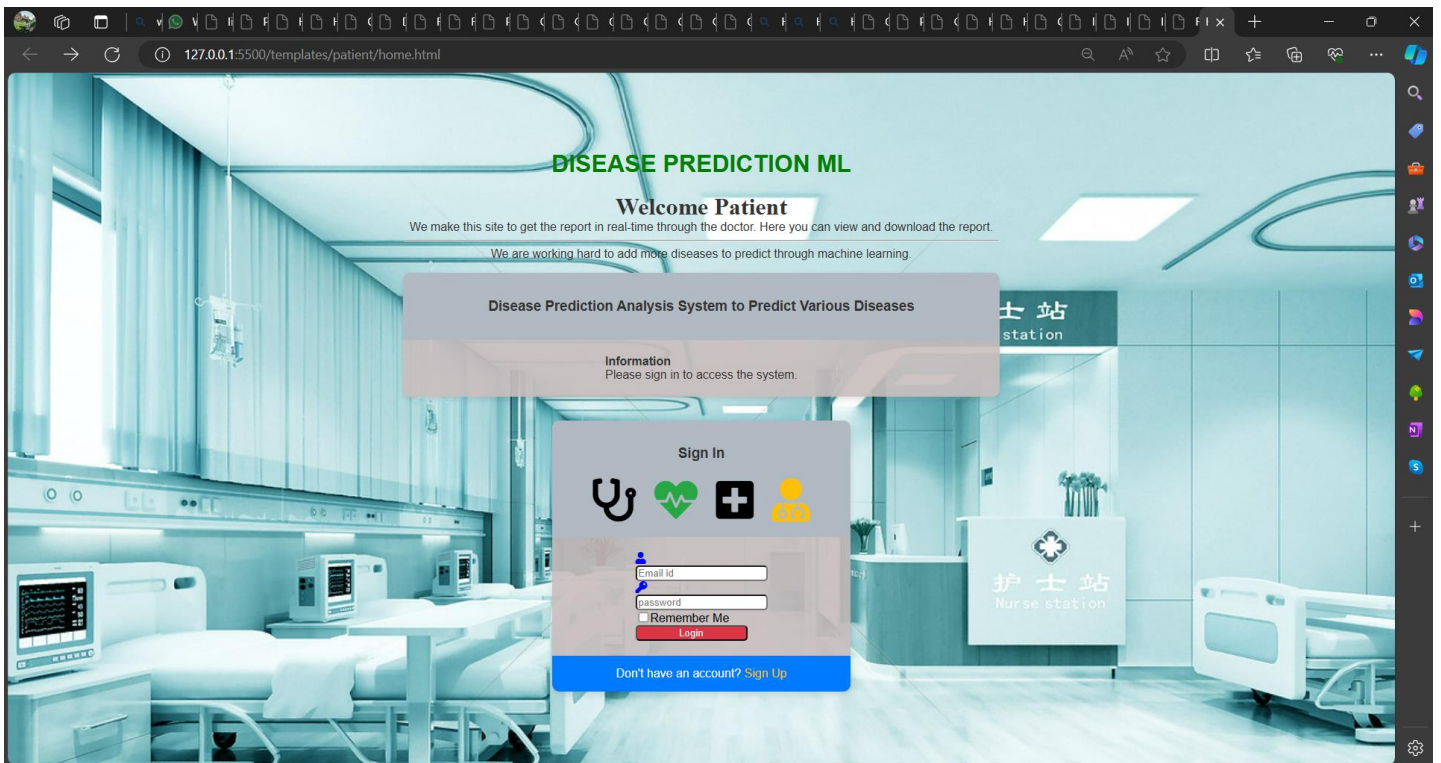 127.0.0.1:5500/templates/patient/home.html
DISEASE PREDICTION ML
Welcome Patient
We make this site to get the report in real-time through the doctor. Here you can view and download the report.
We are working hard to add more diseases to predict through machine learning.
Disease Prediction Analysis System to Predict Various Diseases
士 站
station
Information
Please sign in to access the system.
Sign In
Email id
password
Remember Me
Login
Don't have an account? Sign Up
护 士 站
Nurse station